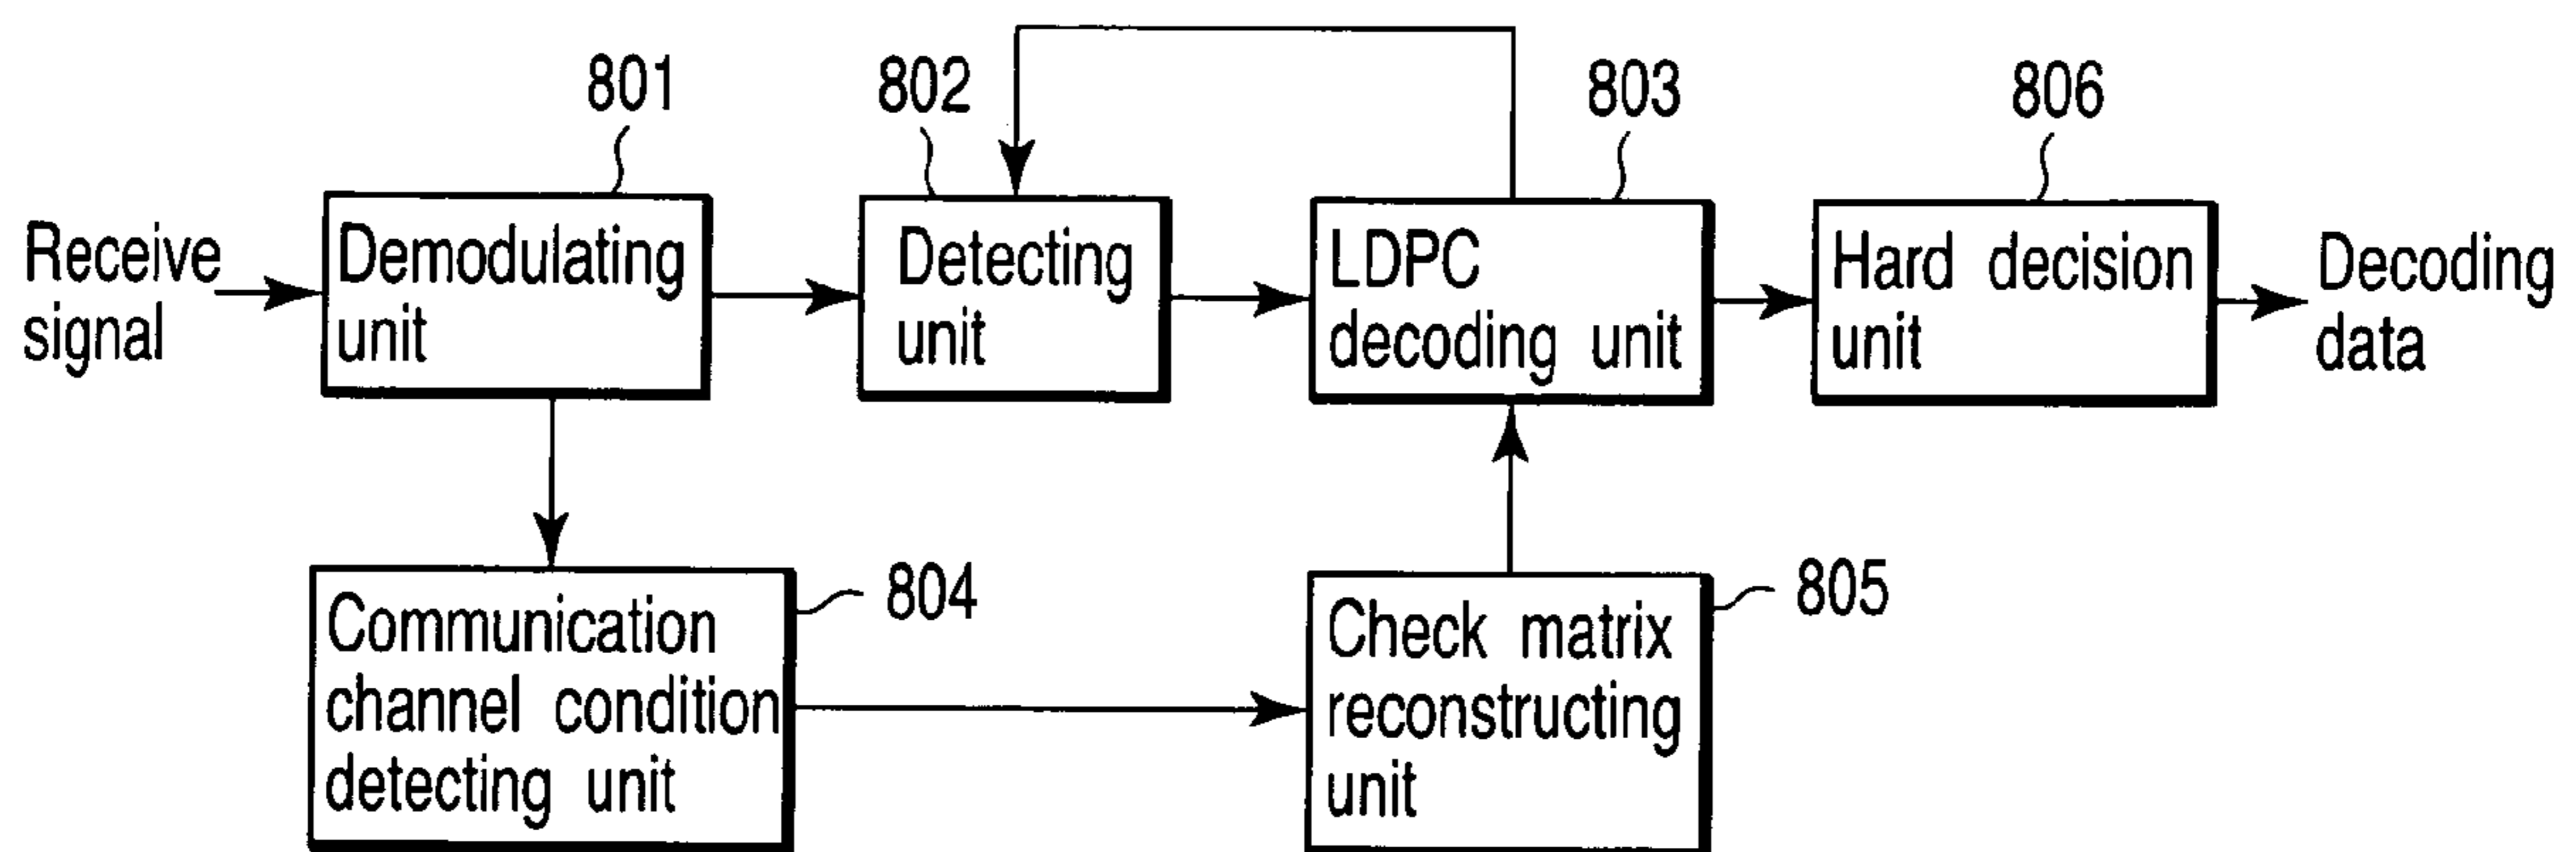 801
802
803
806
Receive
signal
Demodulating
unit
Detecting
unit
LDPC
decoding unit
Hard decision
unit
Decoding
data
804
805
Communication
channel condition
detecting unit
Check matrix
reconstructing
unit